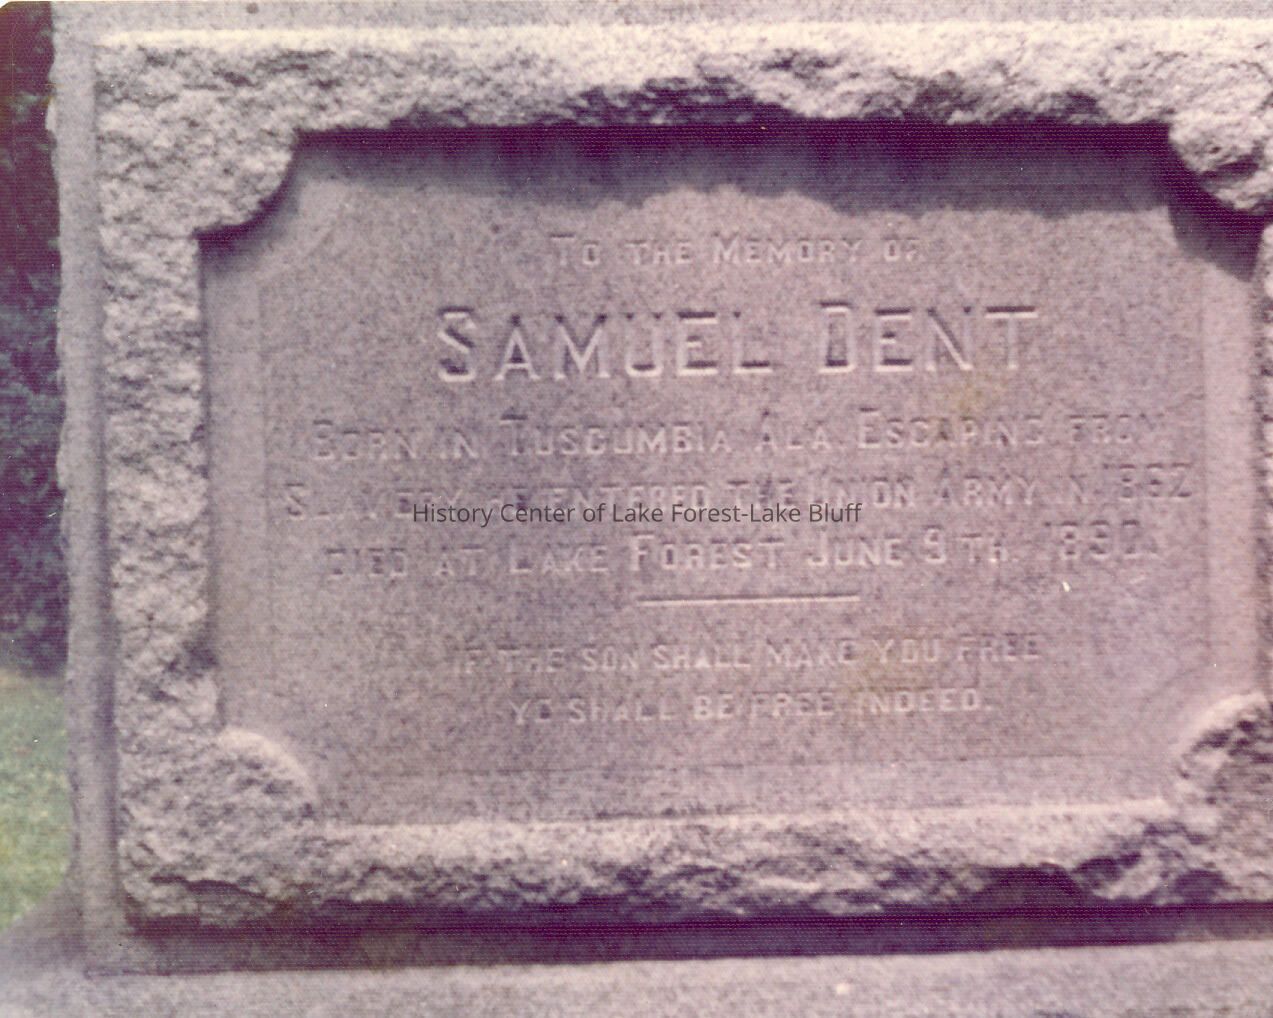 TO THE MEMORY OF
SAMUEL DENT
BORN IN TUSCUMBIA ALA. ESCAPING FROM
SLAVERY HE ENTERED THE UNION ARMY IN 1862
History Center of Lake Forest-Lake Bluff
DIED AT LAKE FOREST JUNE 9TH. 1890.
IF THE SON SHALL MAKE YOU FREE
YE SHALL BE FREE INDEED.